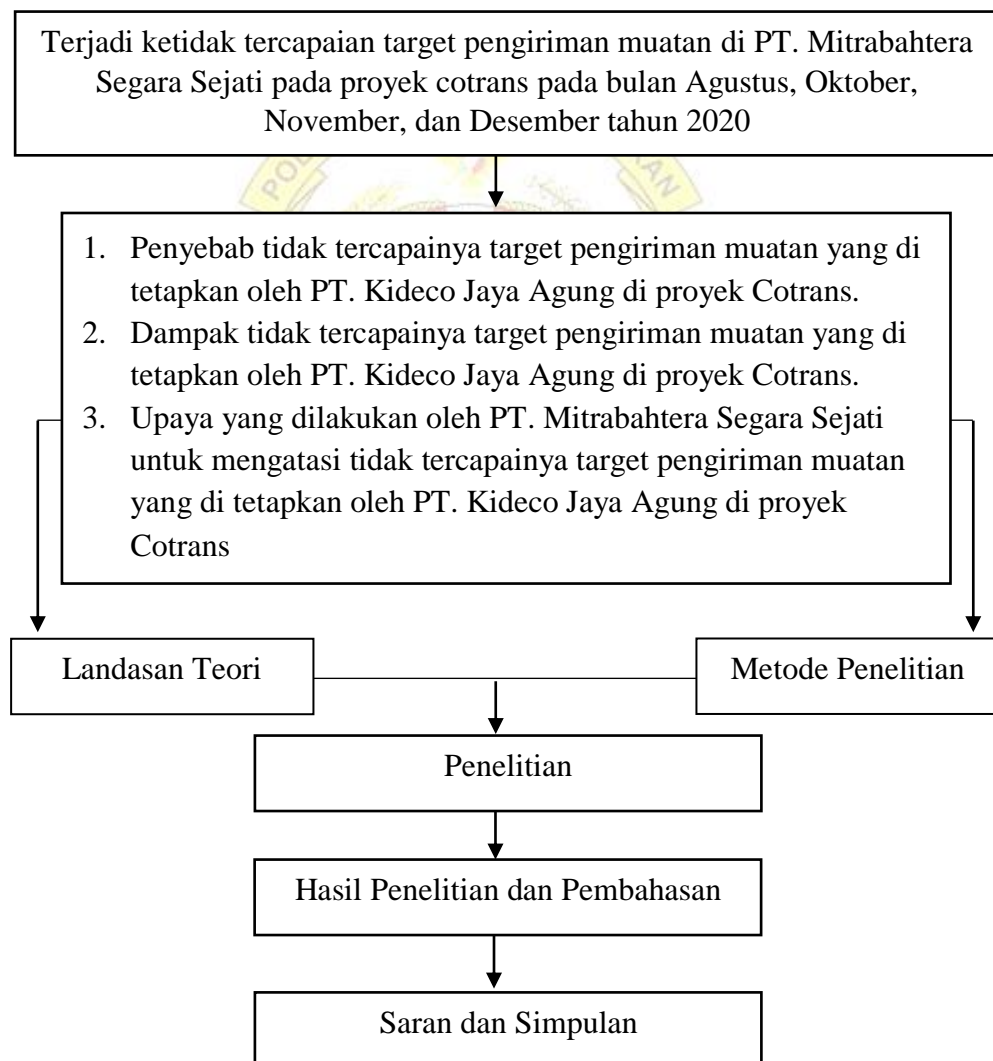 Terjadi ketidak tercapaian target pengiriman muatan di PT. Mitrabahtera
Segara Sejati pada proyek cotrans pada bulan Agustus, Oktober,
November, dan Desember tahun 2020
1. Penyebab tidak tercapainya target pengiriman muatan yang di
tetapkan oleh PT. Kideco Jaya Agung di proyek Cotrans.
2. Dampak tidak tercapainya target pengiriman muatan yang di
tetapkan oleh PT. Kideco Jaya Agung di proyek Cotrans.
3. Upaya yang dilakukan oleh PT. Mitrabahtera Segara Sejati
untuk mengatasi tidak tercapainya target pengiriman muatan
yang di tetapkan oleh PT. Kideco Jaya Agung di proyek
Cotrans
Landasan Teori
Metode Penelitian
Penelitian
Hasil Penelitian dan Pembahasan
Saran dan Simpulan